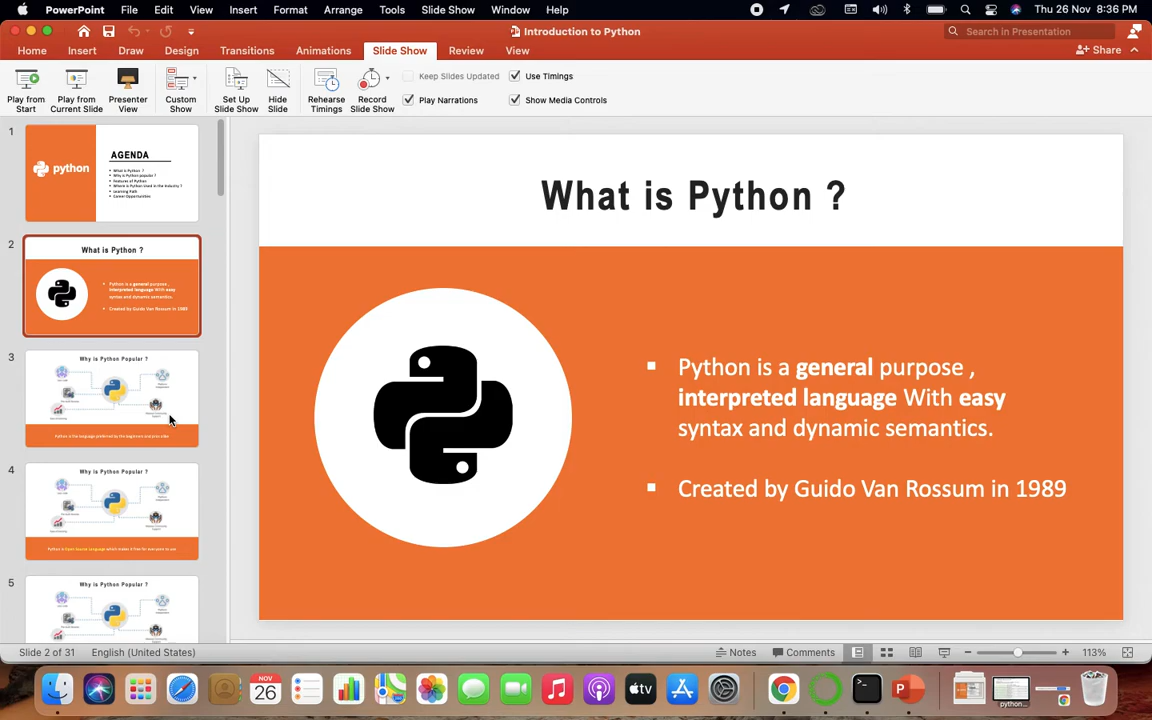 PowerPoint File Edit View Insert Format Arrange Tools Slide Show Window Help Thu 26 Nov 8:36 PM
Introduction to Python
Search in Presentation
Home Insert Draw Design Transitions Animations Slide Show Review View Share
Play from Start
Play from Current Slide
Presenter View
Custom Show
Set Up Slide Show
Hide Slide
Rehearse Timings
Record Slide Show
Keep Slides Updated
Use Timings
Play Narrations
Show Media Controls
1
python
AGENDA
What is Python ?
Why is Python popular ?
Features of Python
Where is Python Used in the Industry ?
Learning Path
Career Opportunities
2
What is Python ?
Python is a general purpose ,
interpreted language With easy
syntax and dynamic semantics.
Created by Guido Van Rossum in 1989
3
Why is Python Popular ?
Python is the language preferred by the beginners and pros alike
4
Why is Python Popular ?
Python is Open Source Language which makes it free for everyone to use
5
Why is Python Popular ?
What is Python ?
Python is a general purpose ,
interpreted language With easy
syntax and dynamic semantics.
Created by Guido Van Rossum in 1989
Slide 2 of 31 English (United States) Notes Comments 113%
NOV
26
tv
python...